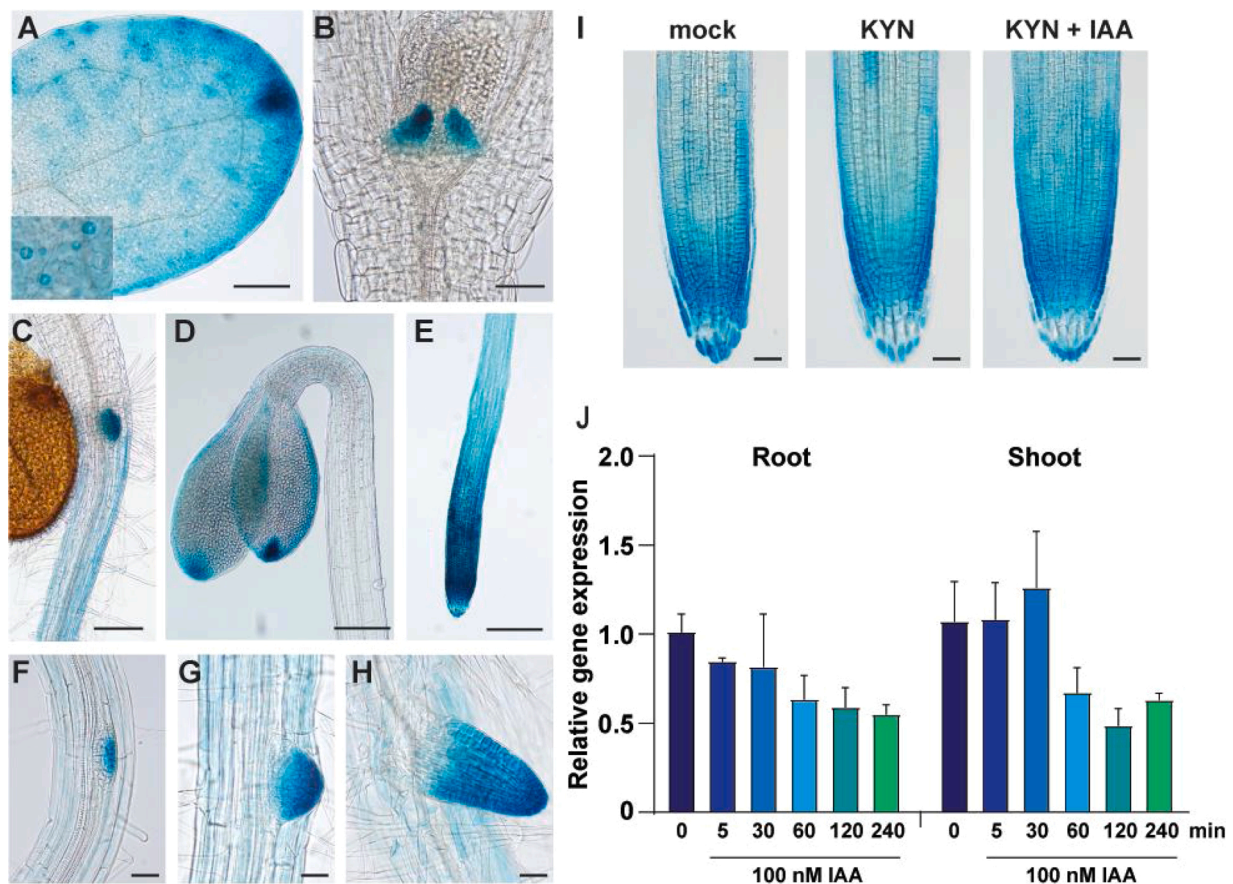 A
B
I
mock
KYN
KYN + IAA
C
D
E
J
Relative gene expression
2.0
1.5
1.0
0.5
0
Root
Shoot
0 5 30 60 120 240 0 5 30 60 120 240 min
100 nM IAA 100 nM IAA
F
G
H